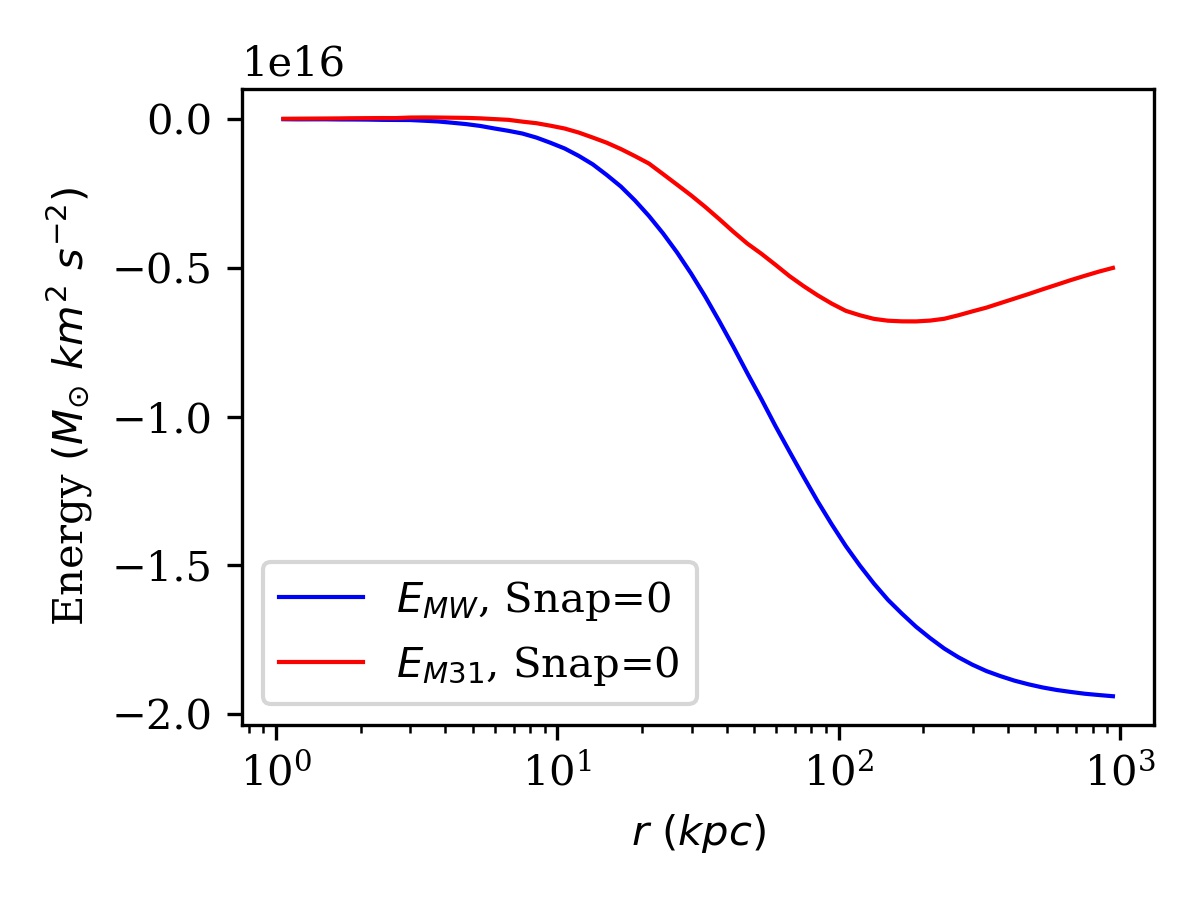 1e16
0.0
−0.5
−1.0
−1.5
−2.0
Energy (M⊙ km² s⁻²)
E_MW, Snap=0
E_M31, Snap=0
10⁰ 10¹ 10² 10³
r (kpc)